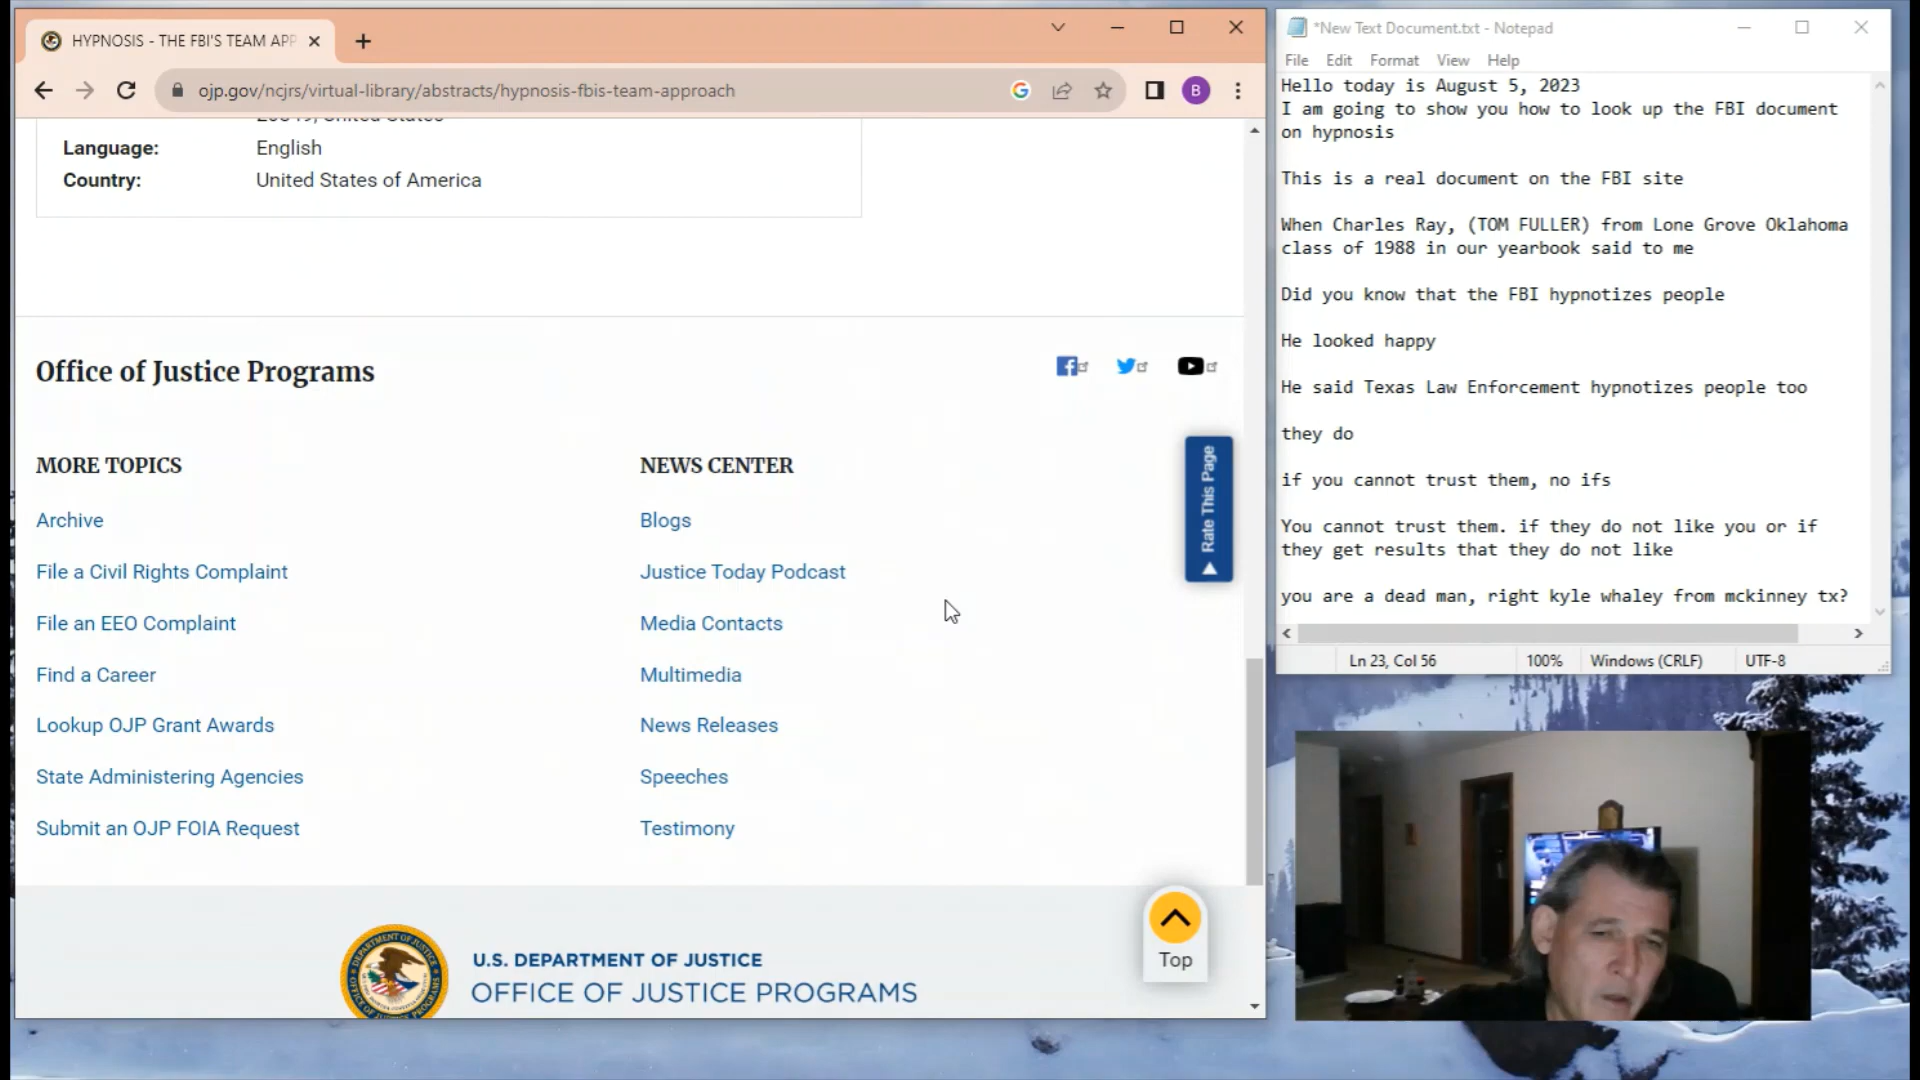 HYPNOSIS - THE FBI'S TEAM APP
ojp.gov/ncjrs/virtual-library/abstracts/hypnosis-fbis-team-approach
B
Language: English
Country: United States of America
Office of Justice Programs
MORE TOPICS
Archive
File a Civil Rights Complaint
File an EEO Complaint
Find a Career
Lookup OJP Grant Awards
State Administering Agencies
Submit an OJP FOIA Request
NEWS CENTER
Blogs
Justice Today Podcast
Media Contacts
Multimedia
News Releases
Speeches
Testimony
Rate This Page
Top
U.S. DEPARTMENT OF JUSTICE
OFFICE OF JUSTICE PROGRAMS
*New Text Document.txt - Notepad
File Edit Format View Help
Hello today is August 5, 2023
I am going to show you how to look up the FBI document
on hypnosis
This is a real document on the FBI site
When Charles Ray, (TOM FULLER) from Lone Grove Oklahoma
class of 1988 in our yearbook said to me
Did you know that the FBI hypnotizes people
He looked happy
He said Texas Law Enforcement hypnotizes people too
they do
if you cannot trust them, no ifs
You cannot trust them. if they do not like you or if
they get results that they do not like
you are a dead man, right kyle whaley from mckinney tx?
Ln 23, Col 56 100% Windows (CRLF) UTF-8